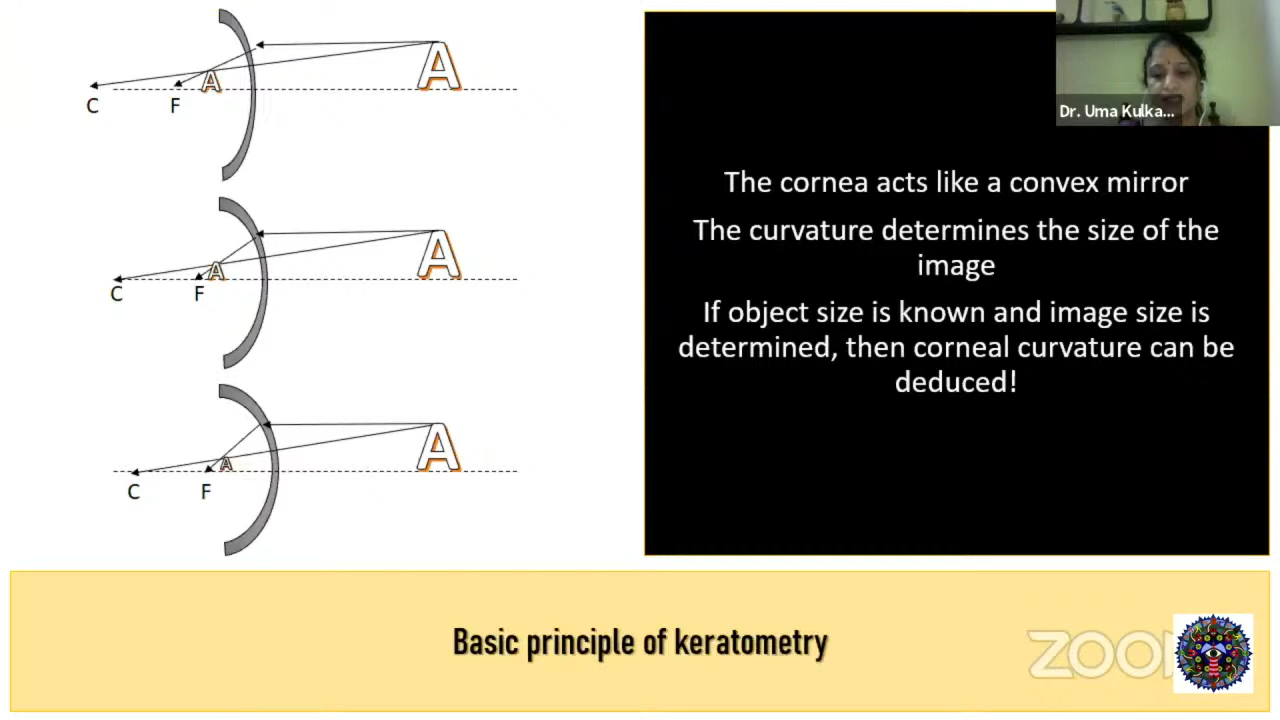 A
A
C
F
A
A
C
F
A
A
C
F
Dr. Uma Kulka...
The cornea acts like a convex mirror
The curvature determines the size of the
image
If object size is known and image size is
determined, then corneal curvature can be
deduced!
Basic principle of keratometry
ZOO